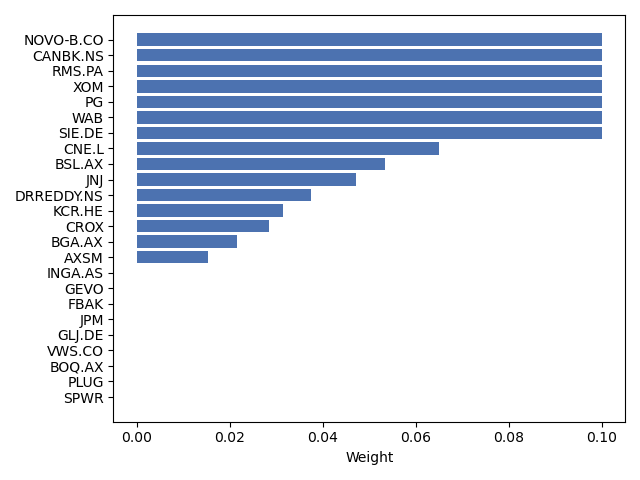 NOVO-B.CO
CANBK.NS
RMS.PA
XOM
PG
WAB
SIE.DE
CNE.L
BSL.AX
JNJ
DRREDDY.NS
KCR.HE
CROX
BGA.AX
AXSM
INGA.AS
GEVO
FBAK
JPM
GLJ.DE
VWS.CO
BOQ.AX
PLUG
SPWR
0.00 0.02 0.04 0.06 0.08 0.10
Weight